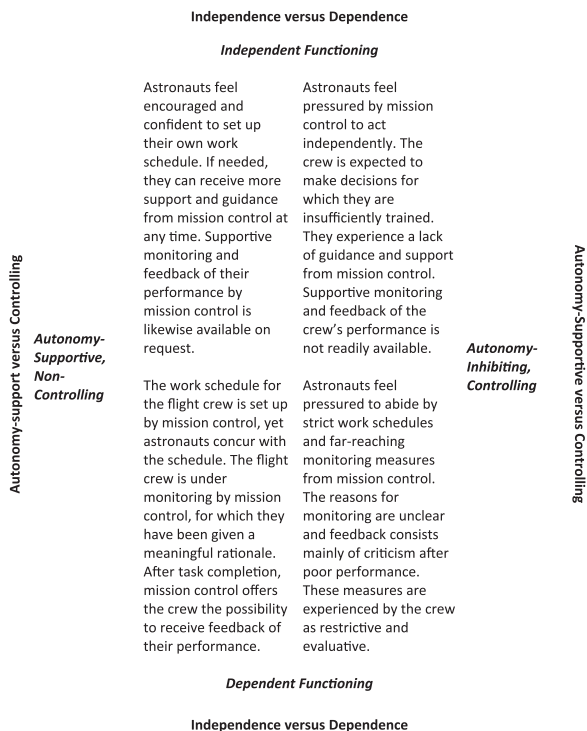 Independence versus Dependence
Independent Functioning
Astronauts feel
encouraged and
confident to set up
their own work
schedule. If needed,
they can receive more
support and guidance
from mission control at
any time. Supportive
monitoring and
feedback of their
performance by
mission control is
likewise available on
request.
Astronauts feel
pressured by mission
control to act
independently. The
crew is expected to
make decisions for
which they are
insufficiently trained.
They experience a lack
of guidance and support
from mission control.
Supportive monitoring
and feedback of the
crew's performance is
not readily available.
Autonomy-support versus Controlling
Autonomy-
Supportive,
Non-
Controlling
Autonomy-
Inhibiting,
Controlling
Autonomy-Supportive versus Controlling
The work schedule for
the flight crew is set up
by mission control, yet
astronauts concur with
the schedule. The flight
crew is under
monitoring by mission
control, for which they
have been given a
meaningful rationale.
After task completion,
mission control offers
the crew the possibility
to receive feedback of
their performance.
Astronauts feel
pressured to abide by
strict work schedules
and far-reaching
monitoring measures
from mission control.
The reasons for
monitoring are unclear
and feedback consists
mainly of criticism after
poor performance.
These measures are
experienced by the crew
as restrictive and
evaluative.
Dependent Functioning
Independence versus Dependence